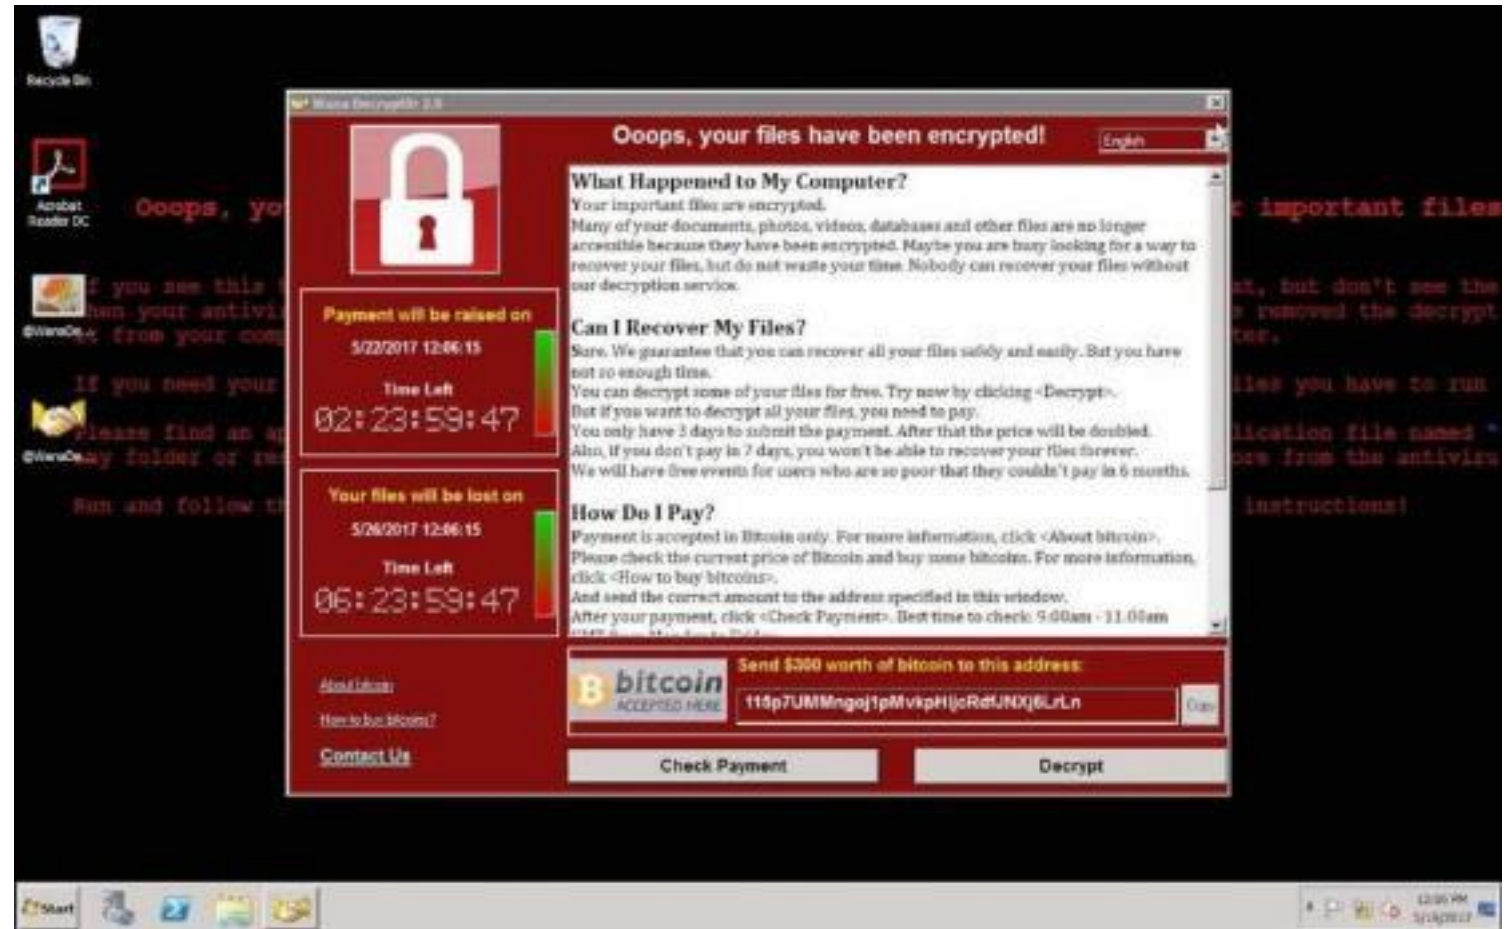 Recycle Bin
Acrobat
Reader DC
Ooops, yo
r important files
f you see this
t, but don't see the
hen your antivi
removed the decrypt
from your comp
ter.
If you need your
iles you have to run
lease find an ap
lication file named
ny folder or re
from the antiviru
Run and follow th
instructions!
Wana Decrypt0r 2.0
Ooops, your files have been encrypted!
English
Payment will be raised on
5/22/2017 12:06:15
Time Left
02:23:59:47
Your files will be lost on
5/26/2017 12:06:15
Time Left
06:23:59:47
About bitcoin
How to buy bitcoins?
Contact Us
What Happened to My Computer?
Your important files are encrypted.
Many of your documents, photos, videos, databases and other files are no longer
accessible because they have been encrypted. Maybe you are busy looking for a way to
recover your files, but do not waste your time. Nobody can recover your files without
our decryption service.
Can I Recover My Files?
Sure. We guarantee that you can recover all your files safely and easily. But you have
not so enough time.
You can decrypt some of your files for free. Try now by clicking <Decrypt>.
But if you want to decrypt all your files, you need to pay.
You only have 3 days to submit the payment. After that the price will be doubled.
Also, if you don't pay in 7 days, you won't be able to recover your files forever.
We will have free events for users who are so poor that they couldn't pay in 6 months.
How Do I Pay?
Payment is accepted in Bitcoin only. For more information, click <About bitcoin>.
Please check the current price of Bitcoin and buy some bitcoins. For more information,
click <How to buy bitcoins>.
And send the correct amount to the address specified in this window.
After your payment, click <Check Payment>. Best time to check: 9:00am - 11:00am
bitcoin
ACCEPTED HERE
Send $300 worth of bitcoin to this address:
Copy
Check Payment
Decrypt
Start
12:06 PM